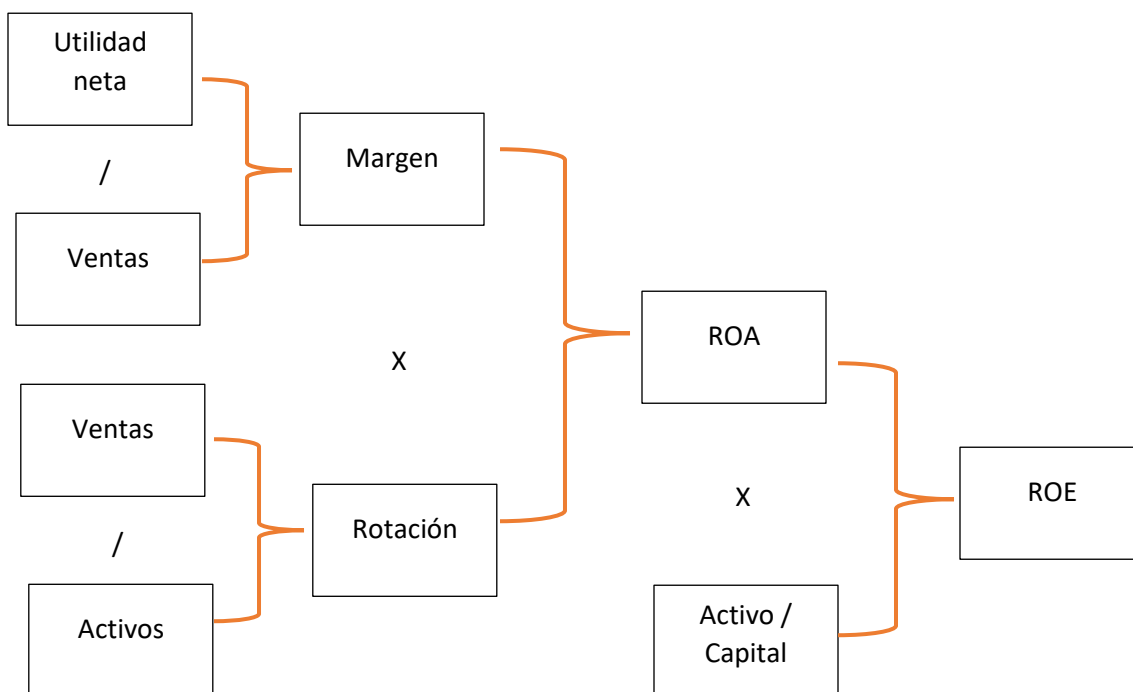 Utilidad
neta
/
Ventas
Margen
X
Ventas
/
Activos
Rotación
ROA
X
Activo /
Capital
ROE